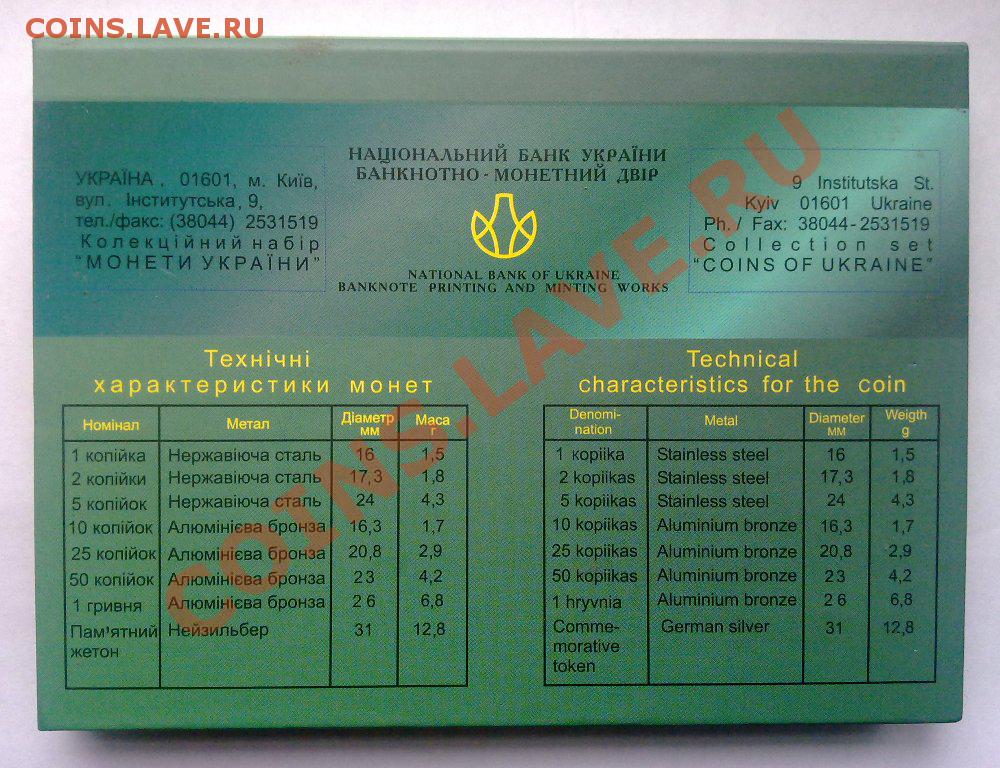 COINS.LAVE.RU
НАЦІОНАЛЬНИЙ БАНК УКРАЇНИ
БАНКНОТНО - МОНЕТНИЙ ДВІР
УКРАЇНА , 01601, м. Київ,
вул. Інститутська 9,
тел./факс: (38044) 2531519
Колекційний набір
“МОНЕТИ УКРАЇНИ”
NATIONAL BANK OF UKRAINE
BANKNOTE PRINTING AND MINTING WORKS
9 Institutska St.
Kyiv 01601 Ukraine
Ph. / Fax: 38044-2531519
Collection set
“COINS OF UKRAINE”
Технічні
характеристики монет
Номінал Метал Діаметр мм Маса г
1 копійка Нержавіюча сталь 16 1,5
2 копійки Нержавіюча сталь 17,3 1,8
5 копійок Нержавіюча сталь 24 4,3
10 копійок Алюмінієва бронза 16,3 1,7
25 копійок Алюмінієва бронза 20,8 2,9
50 копійок Алюмінієва бронза 23 4,2
1 гривня Алюмінієва бронза 26 6,8
Пам'ятний Нейзильбер 31 12,8
жетон
Technical
characteristics for the coin
Denomi- Metal Diameter Weigth
nation мм g
1 kopiika Stainless steel 16 1,5
2 kopiikas Stainless steel 17,3 1,8
5 kopiikas Stainless steel 24 4,3
10 kopiikas Aluminium bronze 16,3 1,7
25 kopiikas Aluminium bronze 20,8 2,9
50 kopiikas Aluminium bronze 23 4,2
1 hryvnia Aluminium bronze 26 6,8
Comme- German silver 31 12,8
morative
token
COINS.LAVE.RU